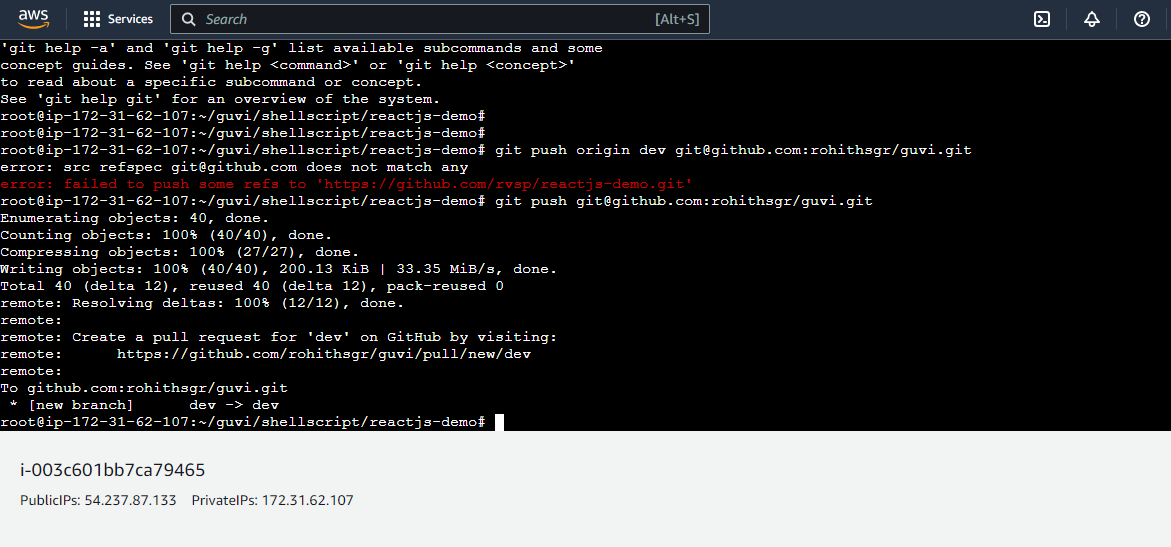 aws
Services
Search [Alt+S]
'git help -a' and 'git help -g' list available subcommands and some
concept guides. See 'git help <command>' or 'git help <concept>'
to read about a specific subcommand or concept.
See 'git help git' for an overview of the system.
root@ip-172-31-62-107:~/guvi/shellscript/reactjs-demo#
root@ip-172-31-62-107:~/guvi/shellscript/reactjs-demo#
root@ip-172-31-62-107:~/guvi/shellscript/reactjs-demo# git push origin dev git@github.com:rohithsgr/guvi.git
error: src refspec git@github.com does not match any
error: failed to push some refs to 'https://github.com/rvsp/reactjs-demo.git'
root@ip-172-31-62-107:~/guvi/shellscript/reactjs-demo# git push git@github.com:rohithsgr/guvi.git
Enumerating objects: 40, done.
Counting objects: 100% (40/40), done.
Compressing objects: 100% (27/27), done.
Writing objects: 100% (40/40), 200.13 KiB | 33.35 MiB/s, done.
Total 40 (delta 12), reused 40 (delta 12), pack-reused 0
remote: Resolving deltas: 100% (12/12), done.
remote:
remote: Create a pull request for 'dev' on GitHub by visiting:
remote:      https://github.com/rohithsgr/guvi/pull/new/dev
remote:
To github.com:rohithsgr/guvi.git
 * [new branch]      dev -> dev
root@ip-172-31-62-107:~/guvi/shellscript/reactjs-demo#
i-003c601bb7ca79465
PublicIPs: 54.237.87.133 PrivateIPs: 172.31.62.107